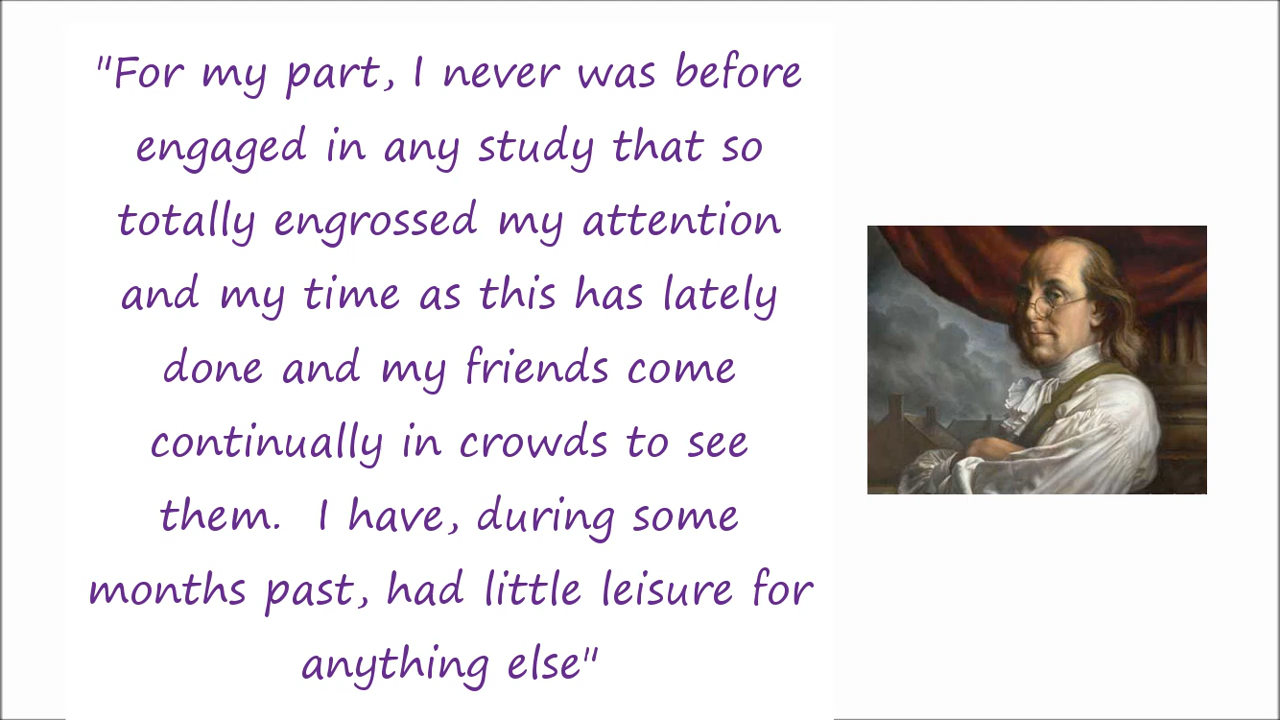 "For my part, I never was before
engaged in any study that so
totally engrossed my attention
and my time as this has lately
done and my friends come
continually in crowds to see
them.  I have, during some
months past, had little leisure for
anything else"